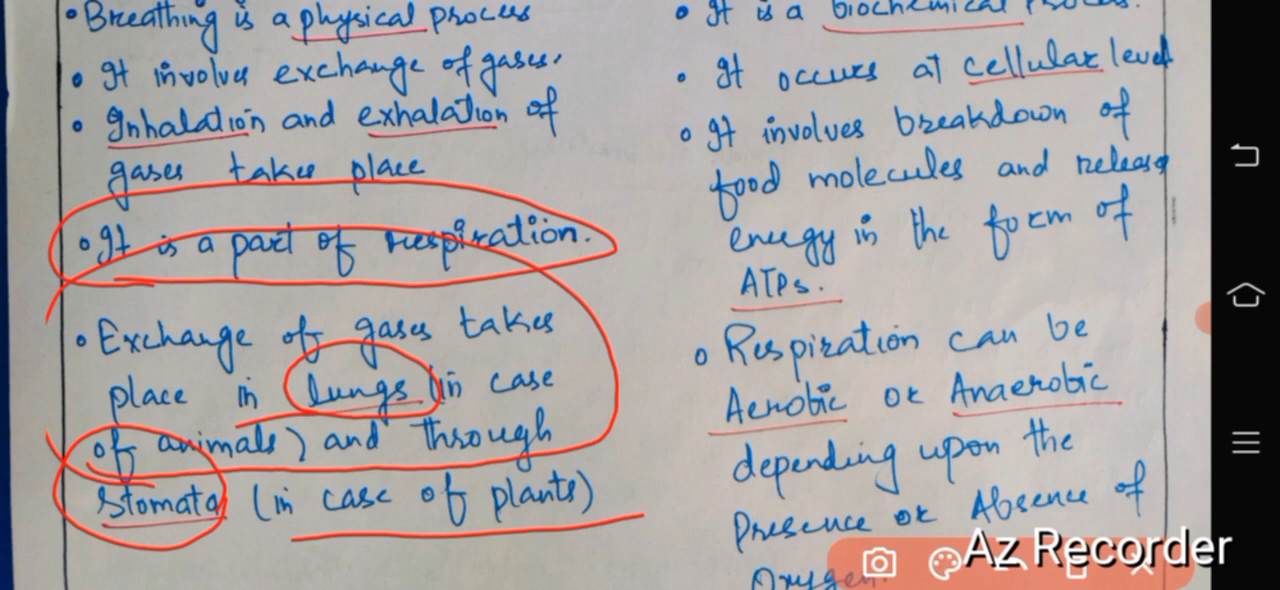 • Breathing is a physical process
• It involves exchange of gases.
• Inhalation and exhalation of
gases takes place
• It is a part of respiration.
• Exchange of gases takes
place in lungs (in case
of animals) and through
stomata (in case of plants)
• It is a biochemical process.
• It occurs at cellular level
• It involves breakdown of
food molecules and release
energy in the form of
ATPs.
• Respiration can be
Aerobic or Anaerobic
depending upon the
Presence or Absence of
Oxygen.
Az Recorder